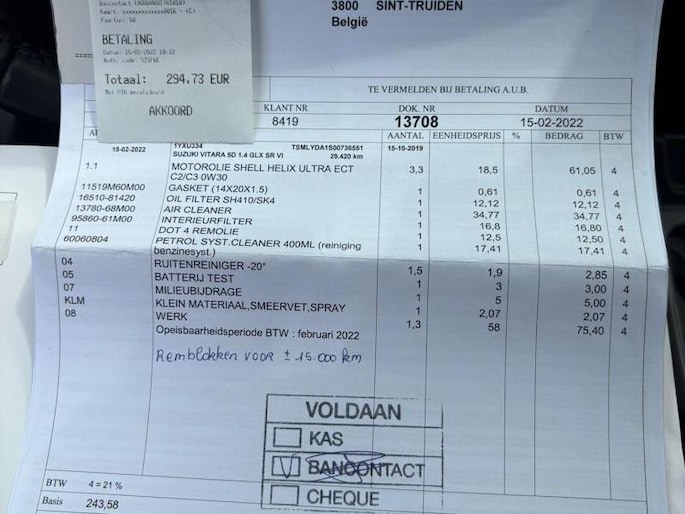 Bancontact
BETALING
Datum: 15-02-2022 10:12
Totaal: 294.73 EUR
AKKOORD
3800 SINT-TRUIDEN
België
TE VERMELDEN BIJ BETALING A.U.B.
KLANT NR DOK. NR DATUM
8419 13708 15-02-2022
AANTAL EENHEIDSPRIJS % BEDRAG BTW
15-02-2022 1YXU334 TSMLYDA1S00736551 15-10-2019
SUZUKI VITARA 5D 1.4 GLX SR VI 29.420 km
1.1 MOTOROLIE SHELL HELIX ULTRA ECT 3,3 18,5 61,05 4
C2/C3 0W30
11519M60M00 GASKET (14X20X1.5) 1 0,61 0,61 4
16510-81420 OIL FILTER SH410/SK4 1 12,12 12,12 4
13780-68M00 AIR CLEANER 1 34,77 34,77 4
95860-61M00 INTERIEURFILTER 1 16,8 16,80 4
11 DOT 4 REMOLIE 1 12,5 12,50 4
60060804 PETROL SYST.CLEANER 400ML (reiniging 1 17,41 17,41 4
benzinesyst.)
04 RUITENREINIGER -20° 1,5 1,9 2,85 4
05 BATTERIJ TEST 1 3 3,00 4
07 MILIEUBIJDRAGE 1 5 5,00 4
KLM KLEIN MATERIAAL,SMEERVET,SPRAY 1 2,07 2,07 4
08 WERK 1,3 58 75,40 4
Opeisbaarheidsperiode BTW : februari 2022
Remblokken voor ± 15.000 km
VOLDAAN
KAS
V BANCONTACT
CHEQUE
BTW 4 = 21 %
Basis 243,58